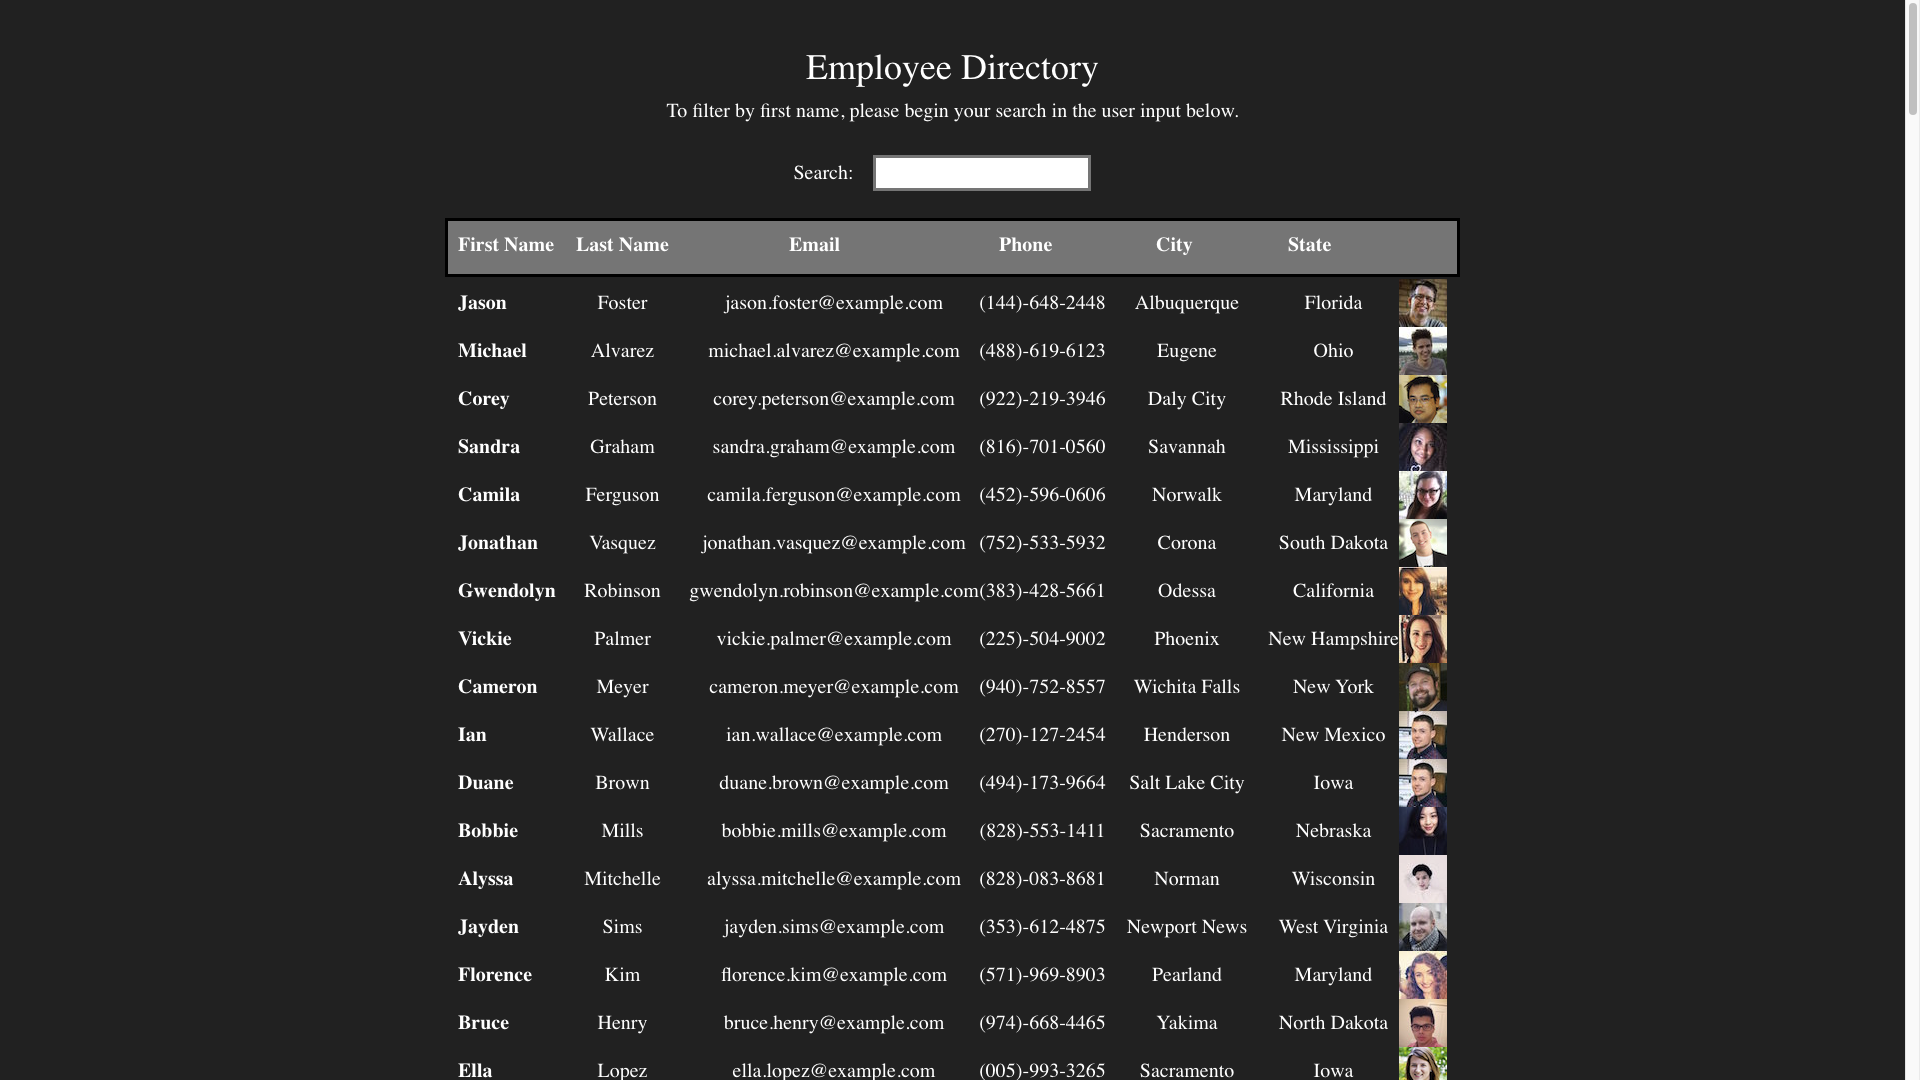 Employee Directory
To filter by first name, please begin your search in the user input below.
Search:
First Name Last Name Email Phone City State
Jason Foster jason.foster@example.com (144)-648-2448 Albuquerque Florida
Michael Alvarez michael.alvarez@example.com (488)-619-6123 Eugene Ohio
Corey Peterson corey.peterson@example.com (922)-219-3946 Daly City Rhode Island
Sandra Graham sandra.graham@example.com (816)-701-0560 Savannah Mississippi
Camila Ferguson camila.ferguson@example.com (452)-596-0606 Norwalk Maryland
Jonathan Vasquez jonathan.vasquez@example.com (752)-533-5932 Corona South Dakota
Gwendolyn Robinson gwendolyn.robinson@example.com (383)-428-5661 Odessa California
Vickie Palmer vickie.palmer@example.com (225)-504-9002 Phoenix New Hampshire
Cameron Meyer cameron.meyer@example.com (940)-752-8557 Wichita Falls New York
Ian Wallace ian.wallace@example.com (270)-127-2454 Henderson New Mexico
Duane Brown duane.brown@example.com (494)-173-9664 Salt Lake City Iowa
Bobbie Mills bobbie.mills@example.com (828)-553-1411 Sacramento Nebraska
Alyssa Mitchelle alyssa.mitchelle@example.com (828)-083-8681 Norman Wisconsin
Jayden Sims jayden.sims@example.com (353)-612-4875 Newport News West Virginia
Florence Kim florence.kim@example.com (571)-969-8903 Pearland Maryland
Bruce Henry bruce.henry@example.com (974)-668-4465 Yakima North Dakota
Ella Lopez ella.lopez@example.com (005)-993-3265 Sacramento Iowa